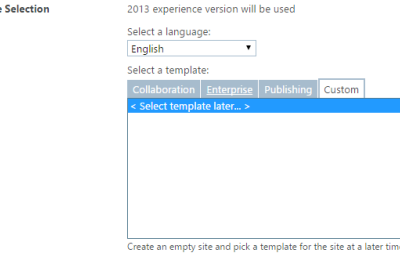 e Selection
2013 experience version will be used
Select a language:
English
Select a template:
Collaboration Enterprise Publishing Custom
< Select template later... >
Create an empty site and pick a template for the site at a later time